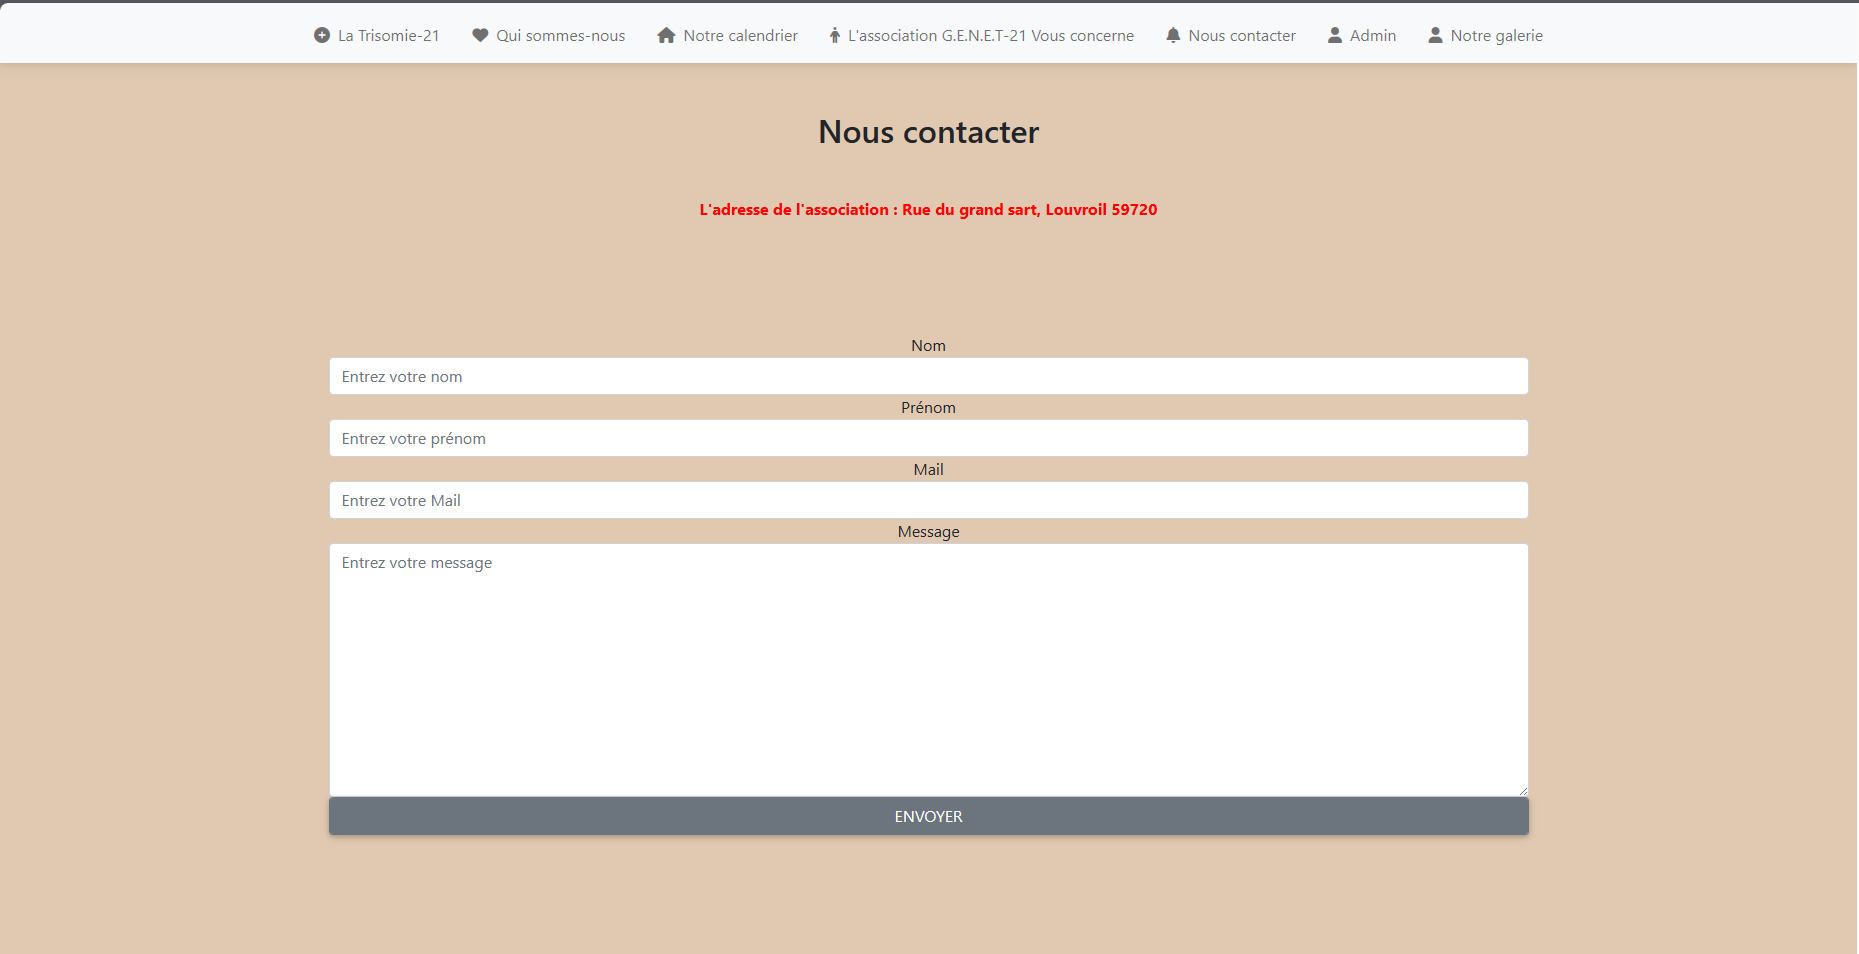 La Trisomie-21 Qui sommes-nous Notre calendrier L'association G.E.N.E.T-21 Vous concerne Nous contacter Admin Notre galerie
Nous contacter
L'adresse de l'association : Rue du grand sart, Louvroil 59720
Nom
Entrez votre nom
Prénom
Entrez votre prénom
Mail
Entrez votre Mail
Message
Entrez votre message
ENVOYER